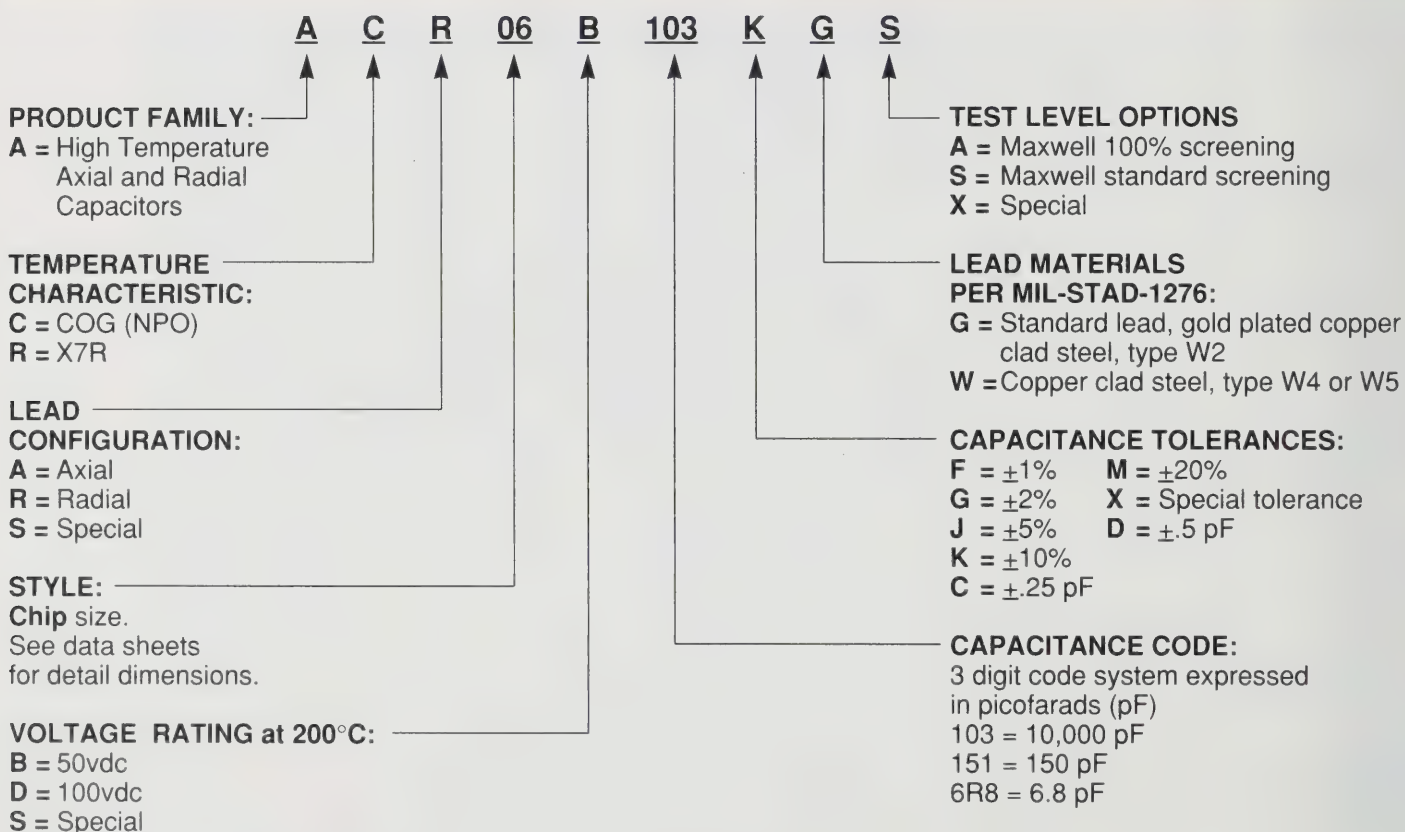 A C R 06 B 103 K G S
PRODUCT FAMILY:
A = High Temperature
Axial and Radial
Capacitors
TEMPERATURE
CHARACTERISTIC:
C = COG (NPO)
R = X7R
LEAD
CONFIGURATION:
A = Axial
R = Radial
S = Special
STYLE:
Chip size.
See data sheets
for detail dimensions.
VOLTAGE RATING at 200°C:
B = 50vdc
D = 100vdc
S = Special
TEST LEVEL OPTIONS
A = Maxwell 100% screening
S = Maxwell standard screening
X = Special
LEAD MATERIALS
PER MIL-STAD-1276:
G = Standard lead, gold plated copper
clad steel, type W2
W = Copper clad steel, type W4 or W5
CAPACITANCE TOLERANCES:
F = ±1% M = ±20%
G = ±2% X = Special tolerance
J = ±5% D = ±.5 pF
K = ±10%
C = ±.25 pF
CAPACITANCE CODE:
3 digit code system expressed
in picofarads (pF)
103 = 10,000 pF
151 = 150 pF
6R8 = 6.8 pF